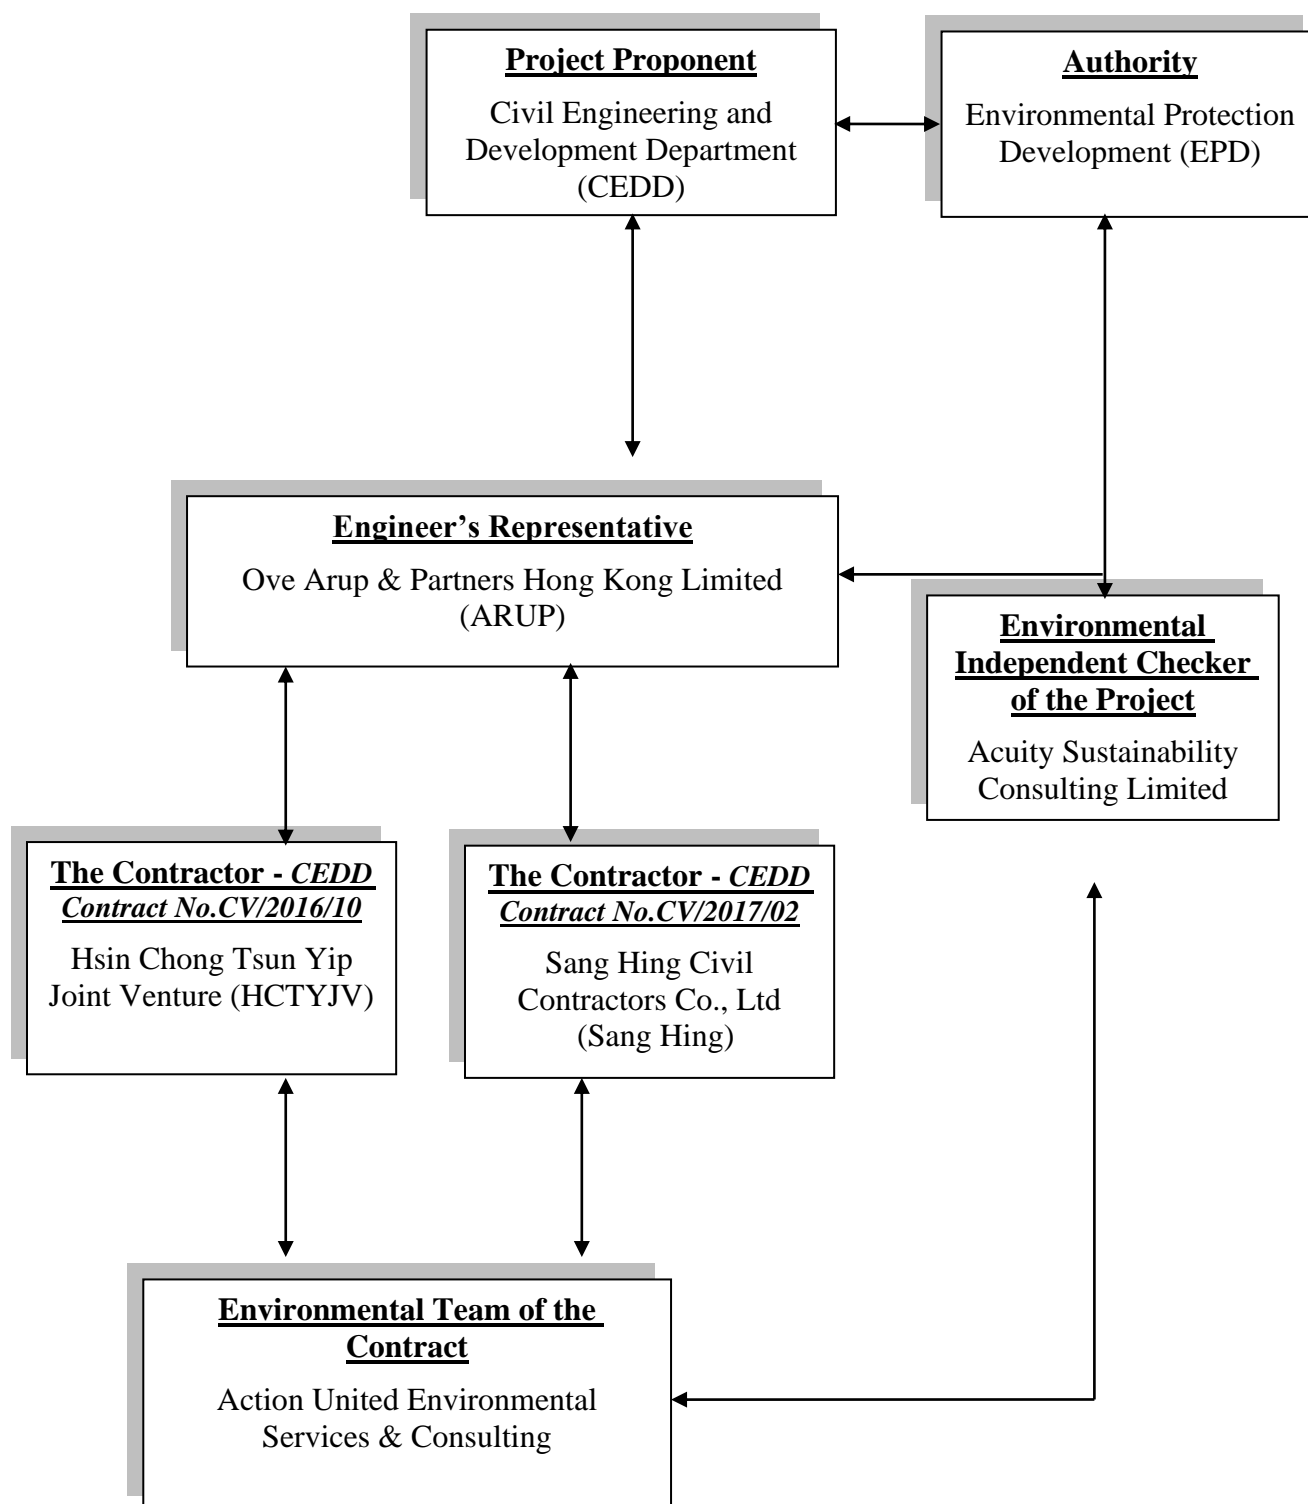 Project Proponent
Civil Engineering and
Development Department
(CEDD)
Authority
Environmental Protection
Development (EPD)
Engineer’s Representative
Ove Arup & Partners Hong Kong Limited
(ARUP)
Environmental
Independent Checker
of the Project
Acuity Sustainability
Consulting Limited
The Contractor - CEDD
Contract No.CV/2016/10
Hsin Chong Tsun Yip
Joint Venture (HCTYJV)
The Contractor - CEDD
Contract No.CV/2017/02
Sang Hing Civil
Contractors Co., Ltd
(Sang Hing)
Environmental Team of the
Contract
Action United Environmental
Services & Consulting